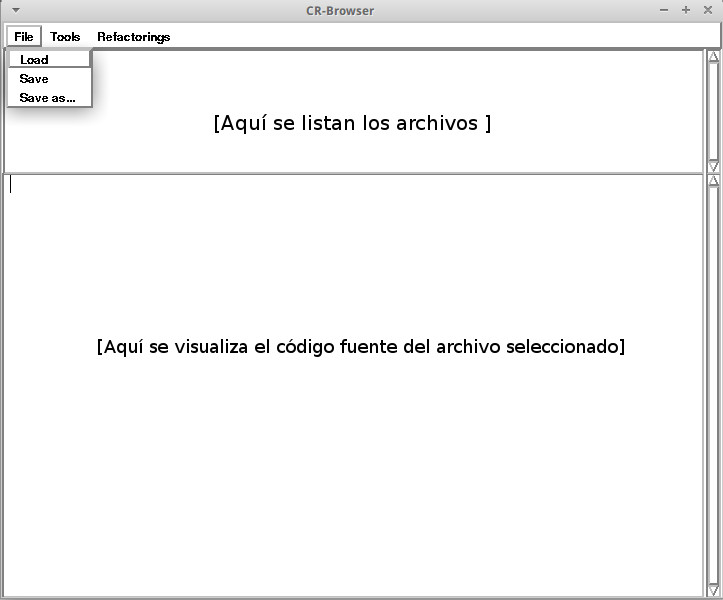 CR-Browser
File Tools Refactorings
Load
Save
Save as...
[Aquí se listan los archivos ]
[Aquí se visualiza el código fuente del archivo seleccionado]